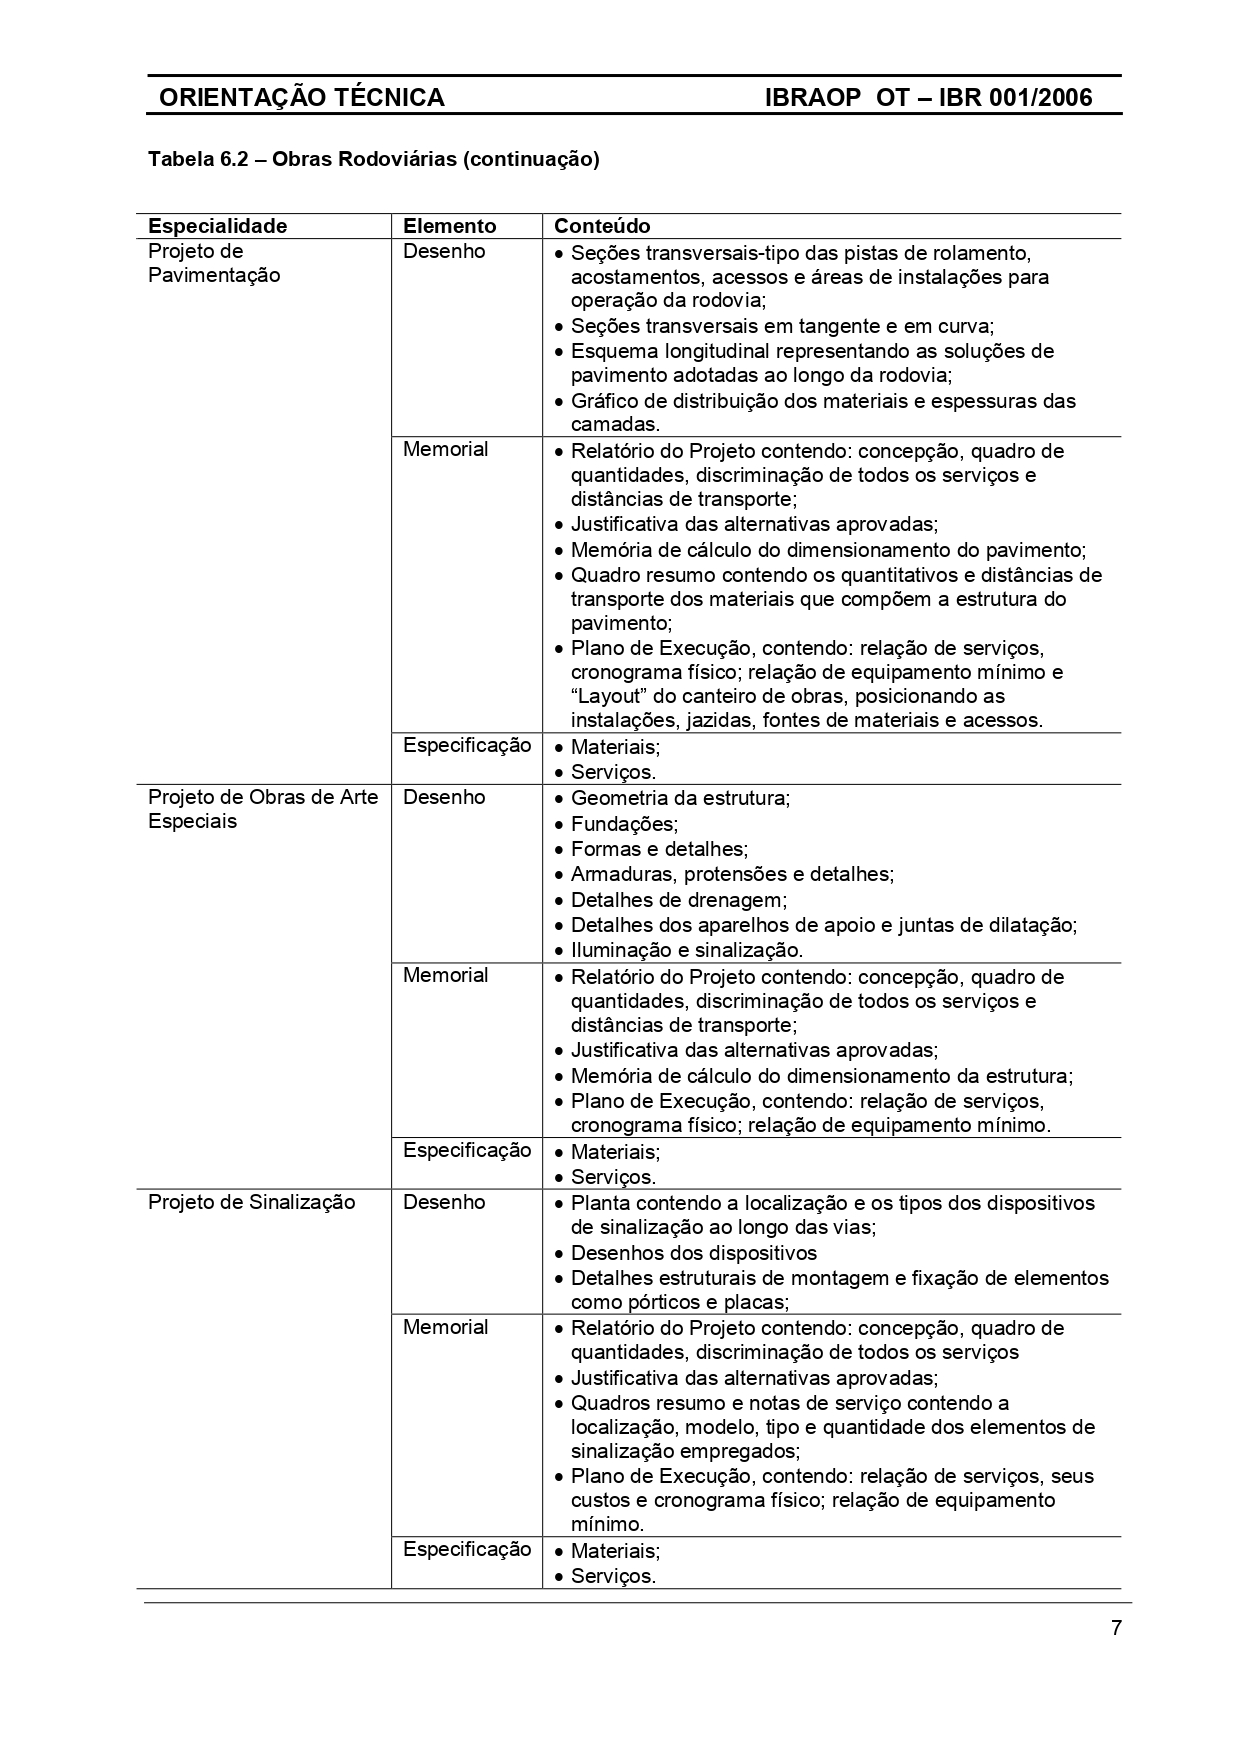 ORIENTAÇÃO TÉCNICA IBRAOP OT – IBR 001/2006
Tabela 6.2 – Obras Rodoviárias (continuação)
Especialidade Elemento Conteúdo
Projeto de
Pavimentação
Desenho
• Seções transversais-tipo das pistas de rolamento,
acostamentos, acessos e áreas de instalações para
operação da rodovia;
• Seções transversais em tangente e em curva;
• Esquema longitudinal representando as soluções de
pavimento adotadas ao longo da rodovia;
• Gráfico de distribuição dos materiais e espessuras das
camadas.
Memorial
• Relatório do Projeto contendo: concepção, quadro de
quantidades, discriminação de todos os serviços e
distâncias de transporte;
• Justificativa das alternativas aprovadas;
• Memória de cálculo do dimensionamento do pavimento;
• Quadro resumo contendo os quantitativos e distâncias de
transporte dos materiais que compõem a estrutura do
pavimento;
• Plano de Execução, contendo: relação de serviços,
cronograma físico; relação de equipamento mínimo e
“Layout” do canteiro de obras, posicionando as
instalações, jazidas, fontes de materiais e acessos.
Especificação
• Materiais;
• Serviços.
Projeto de Obras de Arte
Especiais
Desenho
• Geometria da estrutura;
• Fundações;
• Formas e detalhes;
• Armaduras, protensões e detalhes;
• Detalhes de drenagem;
• Detalhes dos aparelhos de apoio e juntas de dilatação;
• Iluminação e sinalização.
Memorial
• Relatório do Projeto contendo: concepção, quadro de
quantidades, discriminação de todos os serviços e
distâncias de transporte;
• Justificativa das alternativas aprovadas;
• Memória de cálculo do dimensionamento da estrutura;
• Plano de Execução, contendo: relação de serviços,
cronograma físico; relação de equipamento mínimo.
Especificação
• Materiais;
• Serviços.
Projeto de Sinalização
Desenho
• Planta contendo a localização e os tipos dos dispositivos
de sinalização ao longo das vias;
• Desenhos dos dispositivos
• Detalhes estruturais de montagem e fixação de elementos
como pórticos e placas;
Memorial
• Relatório do Projeto contendo: concepção, quadro de
quantidades, discriminação de todos os serviços
• Justificativa das alternativas aprovadas;
• Quadros resumo e notas de serviço contendo a
localização, modelo, tipo e quantidade dos elementos de
sinalização empregados;
• Plano de Execução, contendo: relação de serviços, seus
custos e cronograma físico; relação de equipamento
mínimo.
Especificação
• Materiais;
• Serviços.
7